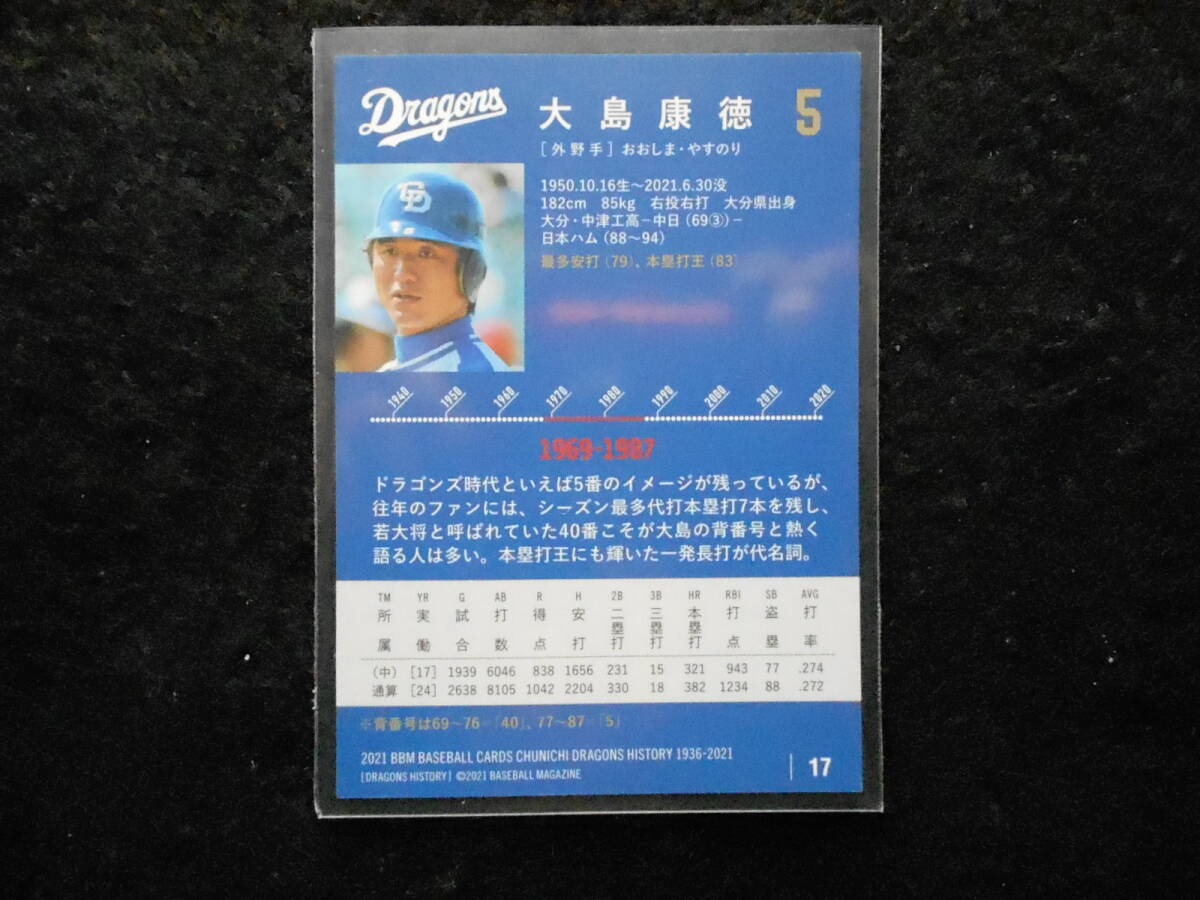 Dragons
大島康徳 5
[外野手] おおしま・やすのり
CD
1950.10.16生～2021.6.30没
182cm 85kg 右投右打 大分県出身
大分・中津工高－中日(69③)－
日本ハム(88～94)
最多安打(79)、本塁打王(83)
1940 1950 1960 1970 1980 1990 2000 2010 2020
1969-1987
ドラゴンズ時代といえば5番のイメージが残っているが、
往年のファンには、シーズン最多代打本塁打7本を残し、
若大将と呼ばれていた40番こそが大島の背番号と熱く
語る人は多い。本塁打王にも輝いた一発長打が代名詞。
TM YR G AB R H 2B 3B HR RBI SB AVG
所属 実働 試合 打数 得点 安打 二塁打 三塁打 本塁打 打点 盗塁 打率
(中) [17] 1939 6046 838 1656 231 15 321 943 77 .274
通算 [24] 2638 8105 1042 2204 330 18 382 1234 88 .272
※背番号は69～76=「40」、77～87=「5」
2021 BBM BASEBALL CARDS CHUNICHI DRAGONS HISTORY 1936-2021
[DRAGONS HISTORY] ©2021 BASEBALL MAGAZINE
17